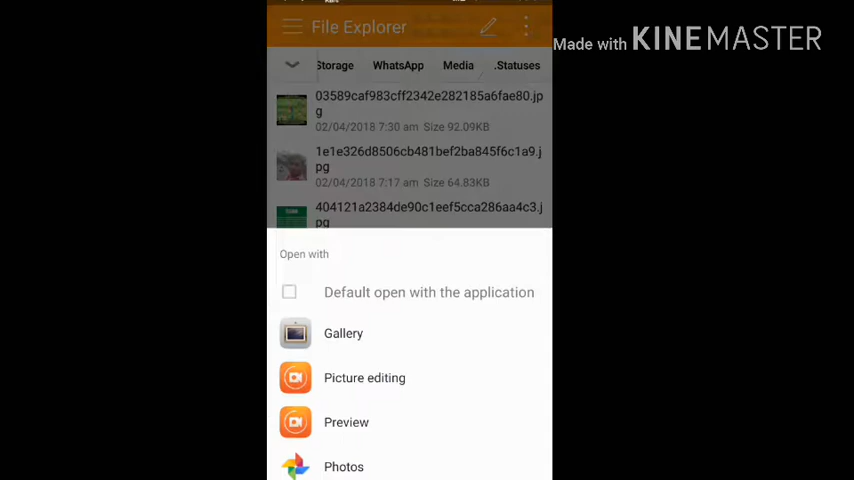 File Explorer
Made with KINEMASTER
Storage WhatsApp Media .Statuses
03589caf983cff2342e282185a6fae80.jp
g
02/04/2018 7:30 am Size 92.09KB
1e1e326d8506cb481bef2ba845f6c1a9.j
pg
02/04/2018 7:17 am Size 64.83KB
404121a2384de90c1eef5cca286aa4c3.j
pg
Open with
Default open with the application
Gallery
Picture editing
Preview
Photos